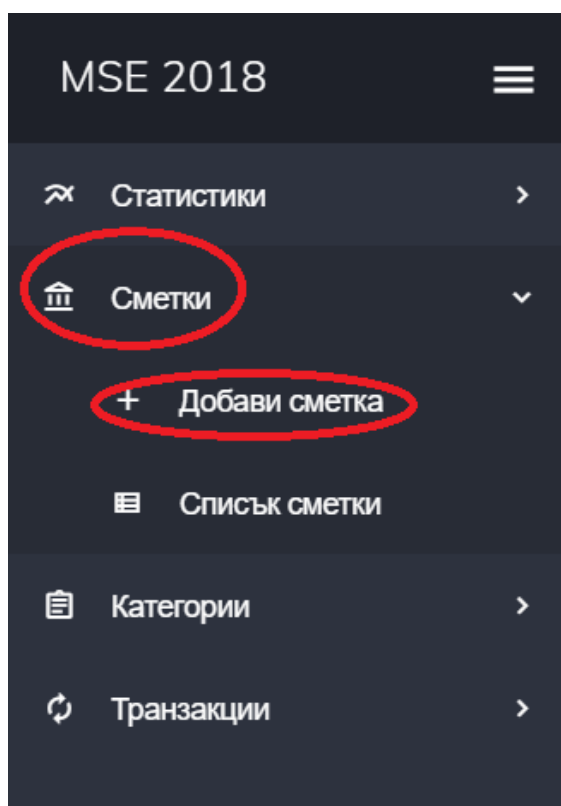 MSE 2018
Статистики
Сметки
Добави сметка
Списък сметки
Категории
Транзакции